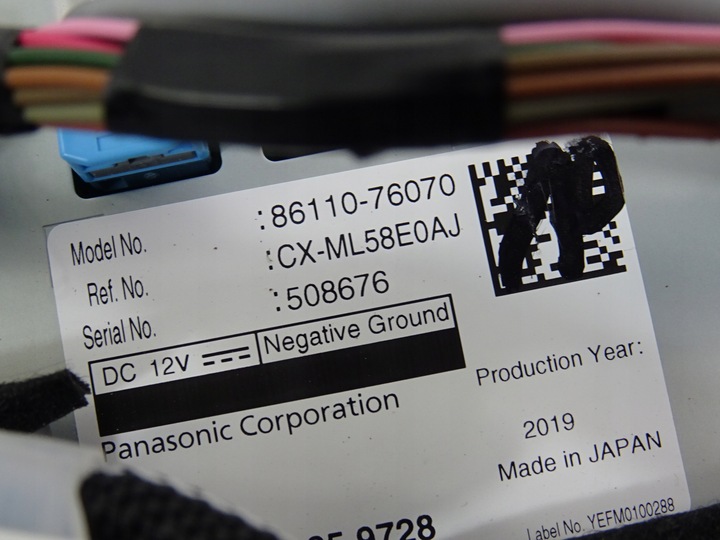 Model No. :86110-76070
Ref. No. :CX-ML58E0AJ
Serial No. :508676
DC 12V Negative Ground
Panasonic Corporation
Production Year:
2019
Made in JAPAN
9728
Label No. YEFM0100288